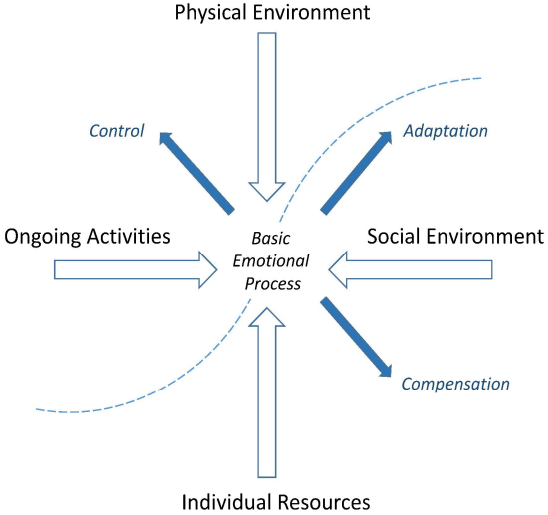 Physical Environment
Control
Adaptation
Ongoing Activities
Basic
Emotional
Process
Social Environment
Compensation
Individual Resources